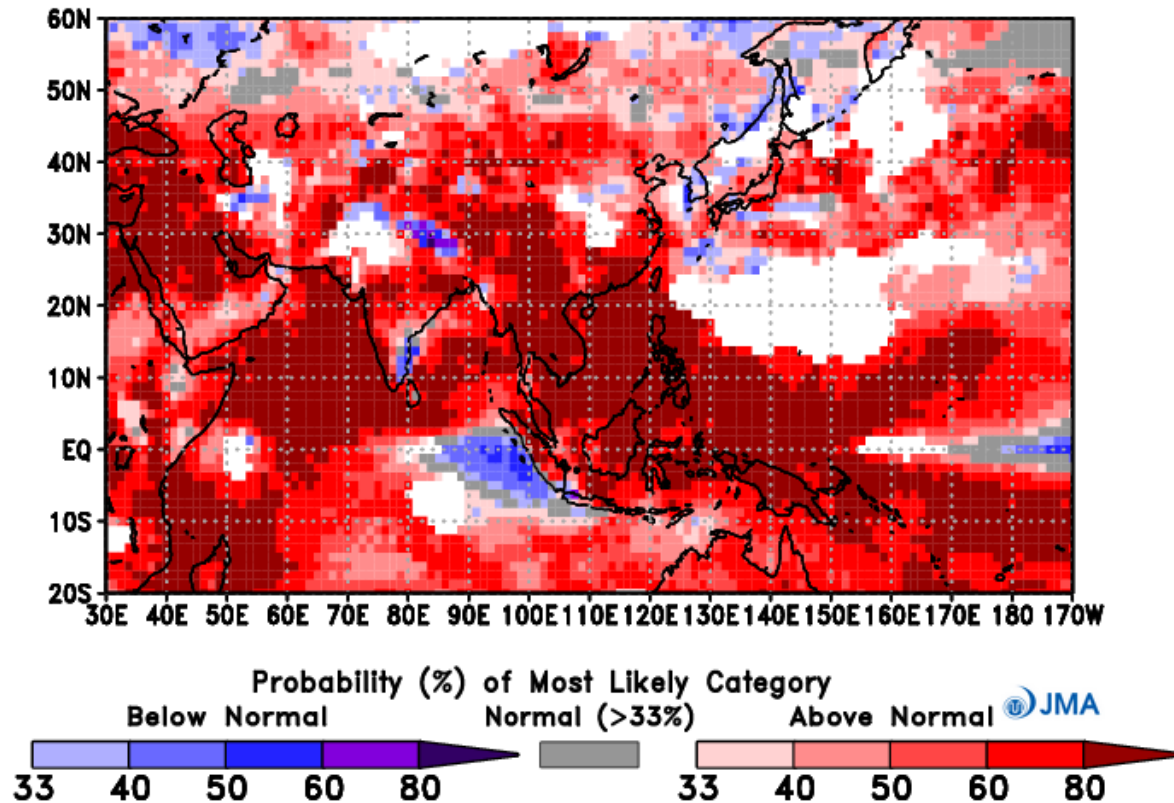 60N
50N
40N
30N
20N
10N
EQ
10S
20S
30E 40E 50E 60E 70E 80E 90E 100E 110E 120E 130E 140E 150E 160E 170E 180 170W
Probability (%) of Most Likely Category
Below Normal Normal (>33%) Above Normal JMA
33 40 50 60 80 33 40 50 60 80